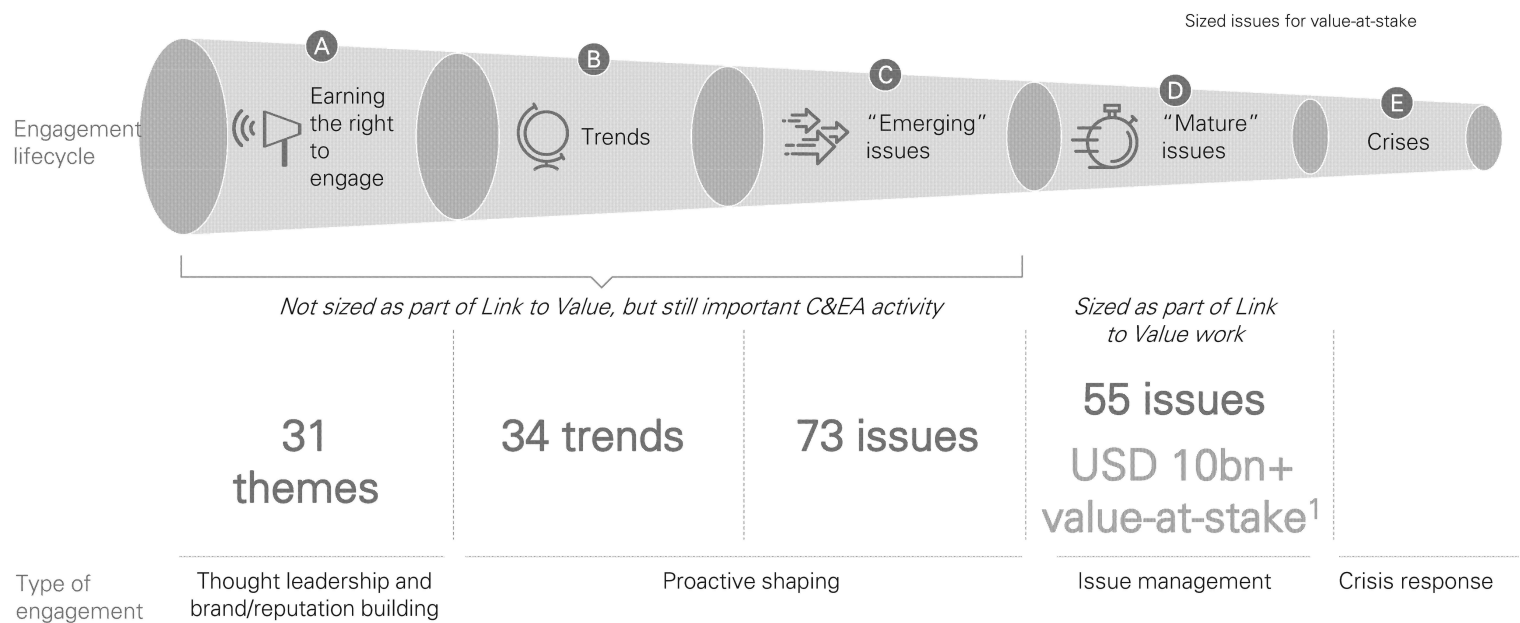 Sized issues for value-at-stake
Engagement
lifecycle
A
Earning
the right
to
engage
B
Trends
C
“Emerging”
issues
D
“Mature”
issues
E
Crises
Not sized as part of Link to Value, but still important C&EA activity
Sized as part of Link
to Value work
31
themes
34 trends
73 issues
55 issues
USD 10bn+
value-at-stake1
Type of
engagement
Thought leadership and
brand/reputation building
Proactive shaping
Issue management
Crisis response